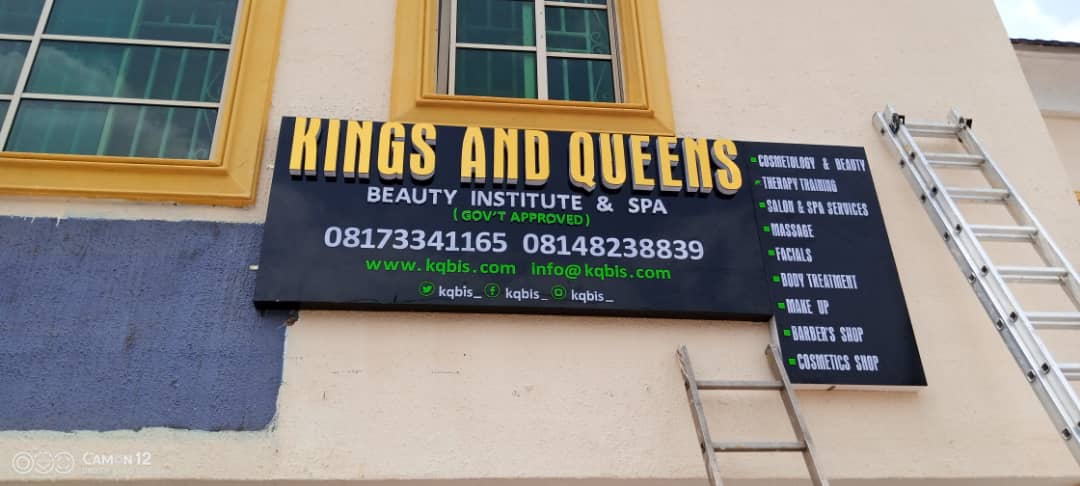 KINGS AND QUEENS
BEAUTY INSTITUTE & SPA
(GOV'T APPROVED)
08173341165 08148238839
www.kqbis.com info@kqbis.com
kqbis_ kqbis_ kqbis_
COSMETOLOGY & BEAUTY
THERAPY TRAINING
SALON & SPA SERVICES
MASSAGE
FACIALS
BODY TREATMENT
MAKE UP
BARBER'S SHOP
COSMETICS SHOP
CAMON 12